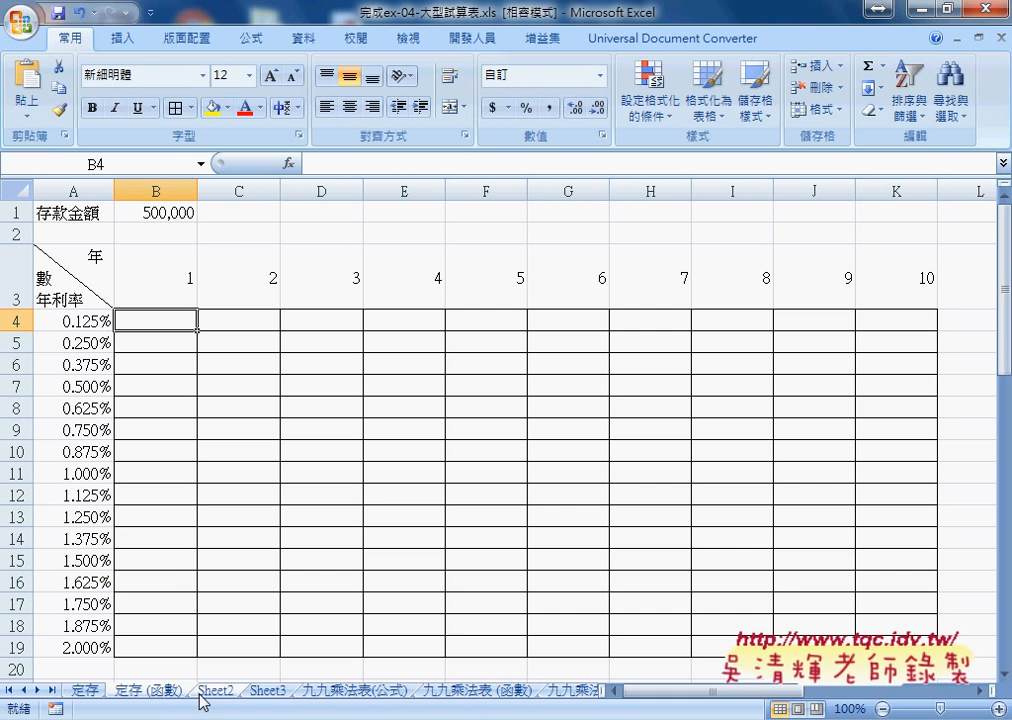 完成ex-04-大型試算表.xls [相容模式] - Microsoft Excel
常用 插入 版面配置 公式 資料 校閱 檢視 開發人員 增益集 Universal Document Converter
新細明體 12 自訂 插入 Σ
貼上 B I U 中 $ % , 設定格式化的條件 格式化為表格 儲存格樣式 刪除 格式 排序與篩選 尋找與選取
剪貼簿 字型 對齊方式 數值 樣式 儲存格 編輯
B4 fx
A B C D E F G H I J K L
1 存款金額 500,000
2
年
數 1 2 3 4 5 6 7 8 9 10
3 年利率
4 0.125%
5 0.250%
6 0.375%
7 0.500%
8 0.625%
9 0.750%
10 0.875%
11 1.000%
12 1.125%
13 1.250%
14 1.375%
15 1.500%
16 1.625%
17 1.750%
18 1.875%
19 2.000%
20
http://www.tqc.idv.tw/
吳清輝老師錄製
定存 定存 (函數) Sheet2 Sheet3 九九乘法表(公式) 九九乘法表 (函數) 九九乘法
就緒 100%